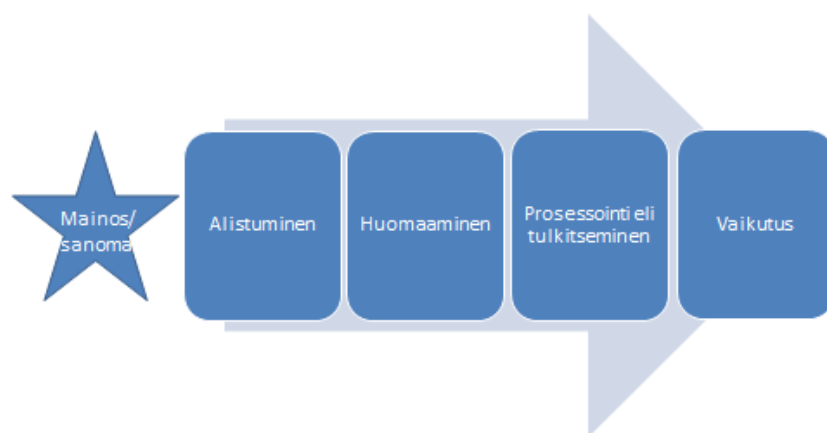 Mainos/
sanoma
Alistuminen
Huomaaminen
Prosessointi eli
tulkitseminen
Vaikutus